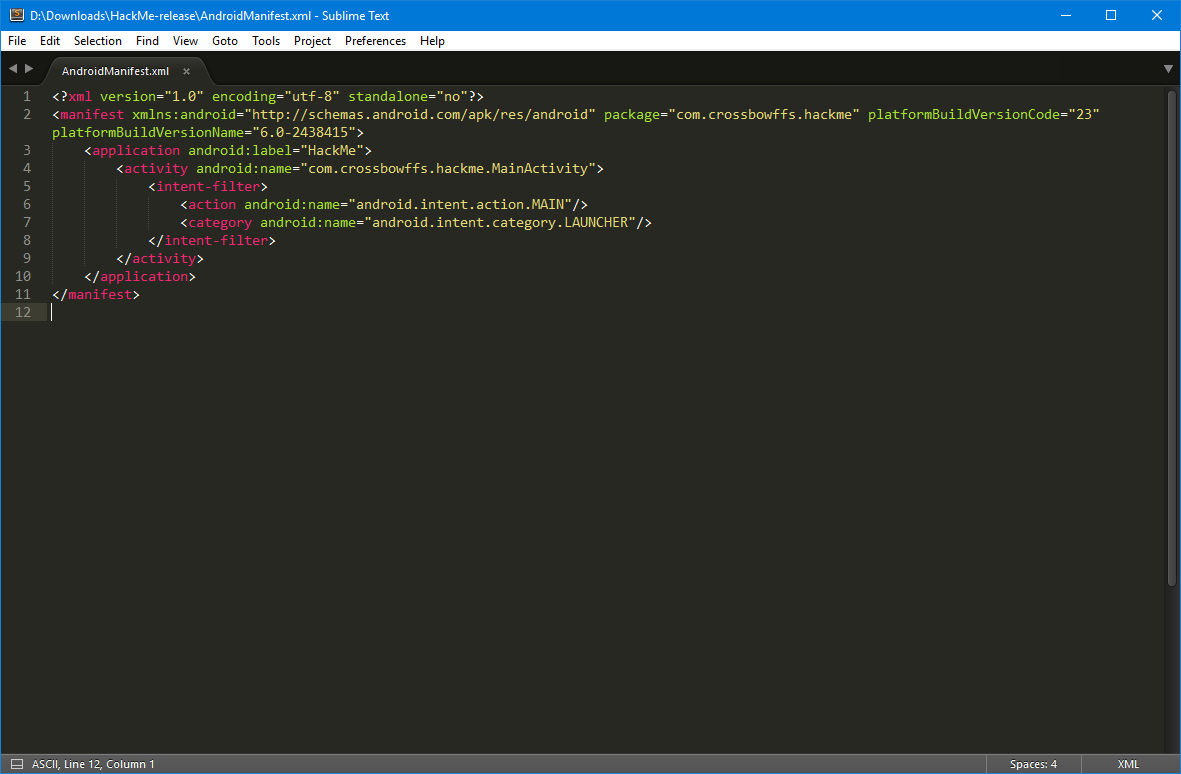 D:\Downloads\HackMe-release\AndroidManifest.xml - Sublime Text
File Edit Selection Find View Goto Tools Project Preferences Help
AndroidManifest.xml ×
1 <?xml version="1.0" encoding="utf-8" standalone="no"?>
2 <manifest xmlns:android="http://schemas.android.com/apk/res/android" package="com.crossbowffs.hackme" platformBuildVersionCode="23"
platformBuildVersionName="6.0-2438415">
3     <application android:label="HackMe">
4         <activity android:name="com.crossbowffs.hackme.MainActivity">
5             <intent-filter>
6                 <action android:name="android.intent.action.MAIN"/>
7                 <category android:name="android.intent.category.LAUNCHER"/>
8             </intent-filter>
9         </activity>
10     </application>
11 </manifest>
12
ASCII, Line 12, Column 1 Spaces: 4 XML